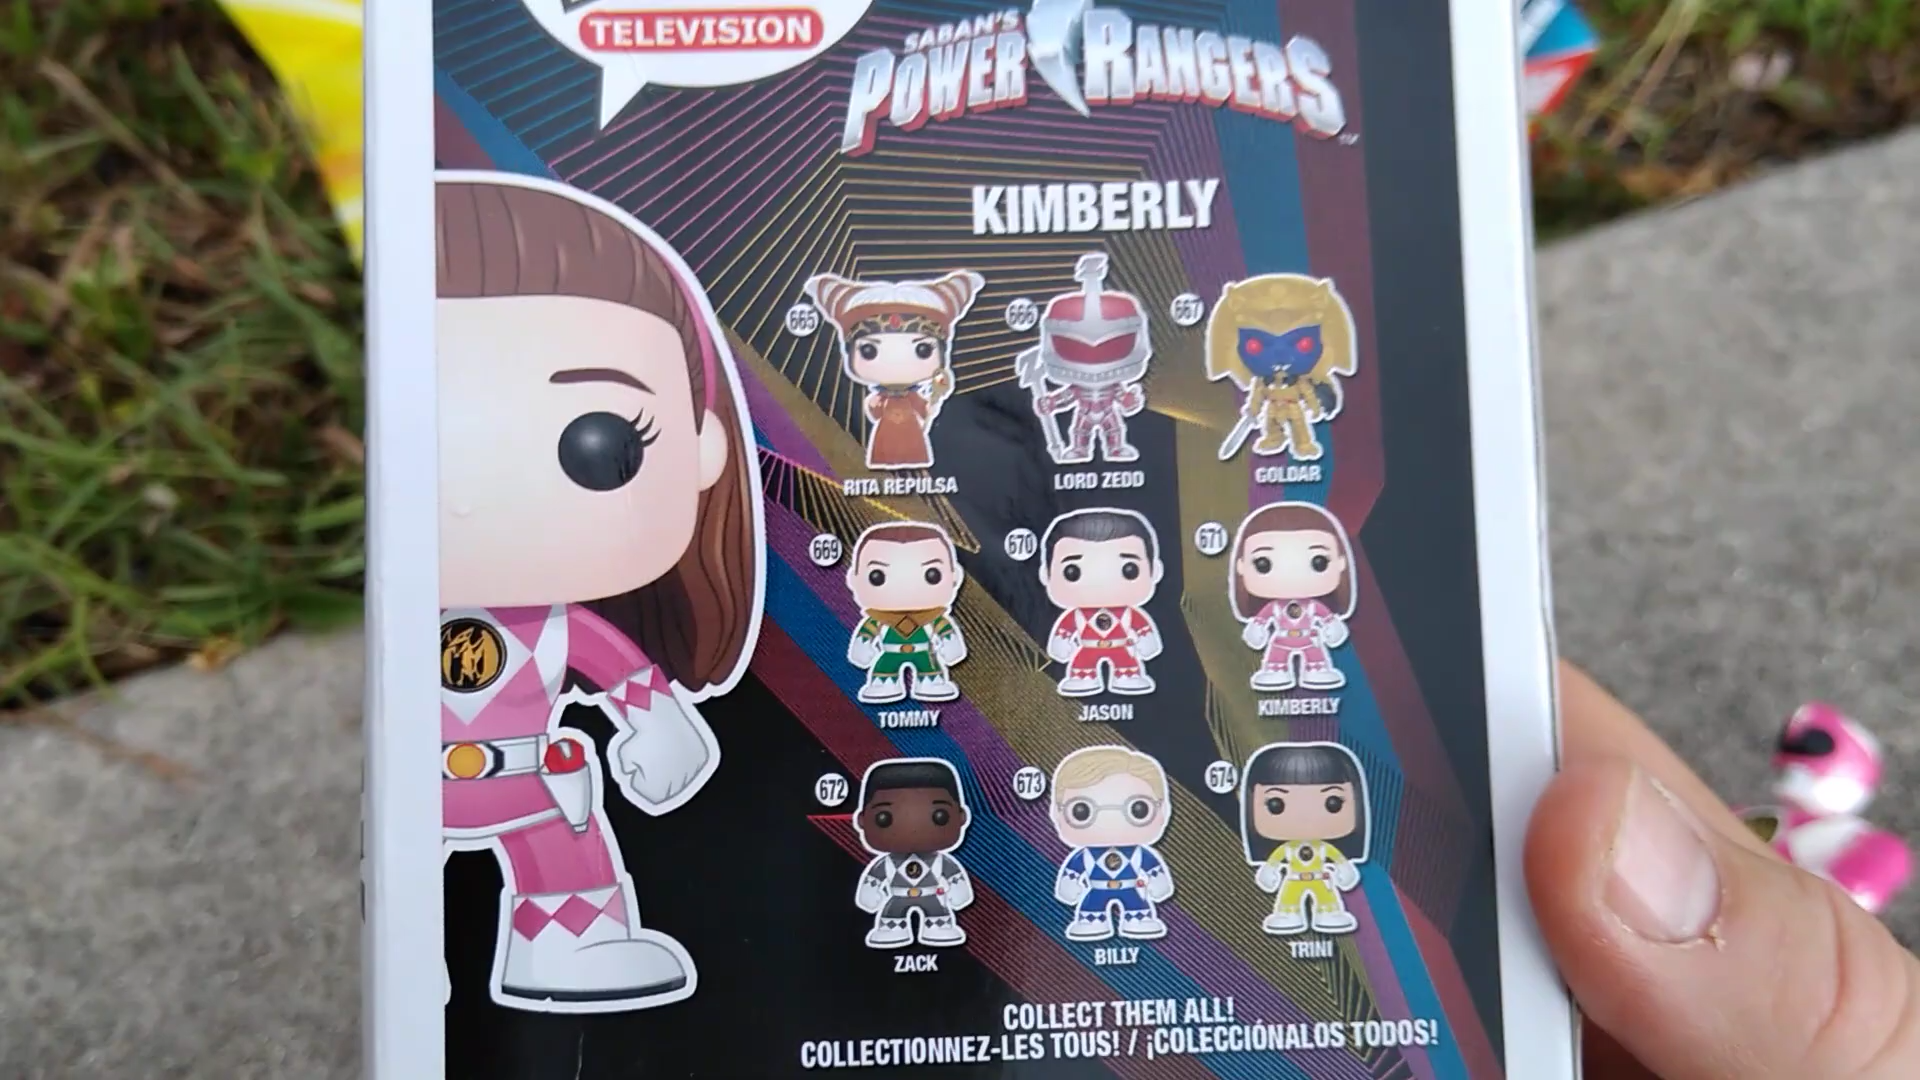 TELEVISION
SABAN'S
POWER RANGERS
KIMBERLY
665
666
667
RITA REPULSA
LORD ZEDD
GOLDAR
669
670
671
TOMMY
JASON
KIMBERLY
672
673
674
ZACK
BILLY
TRINI
COLLECT THEM ALL!
COLLECTIONNEZ-LES TOUS! / ¡COLECCIÓNALOS TODOS!